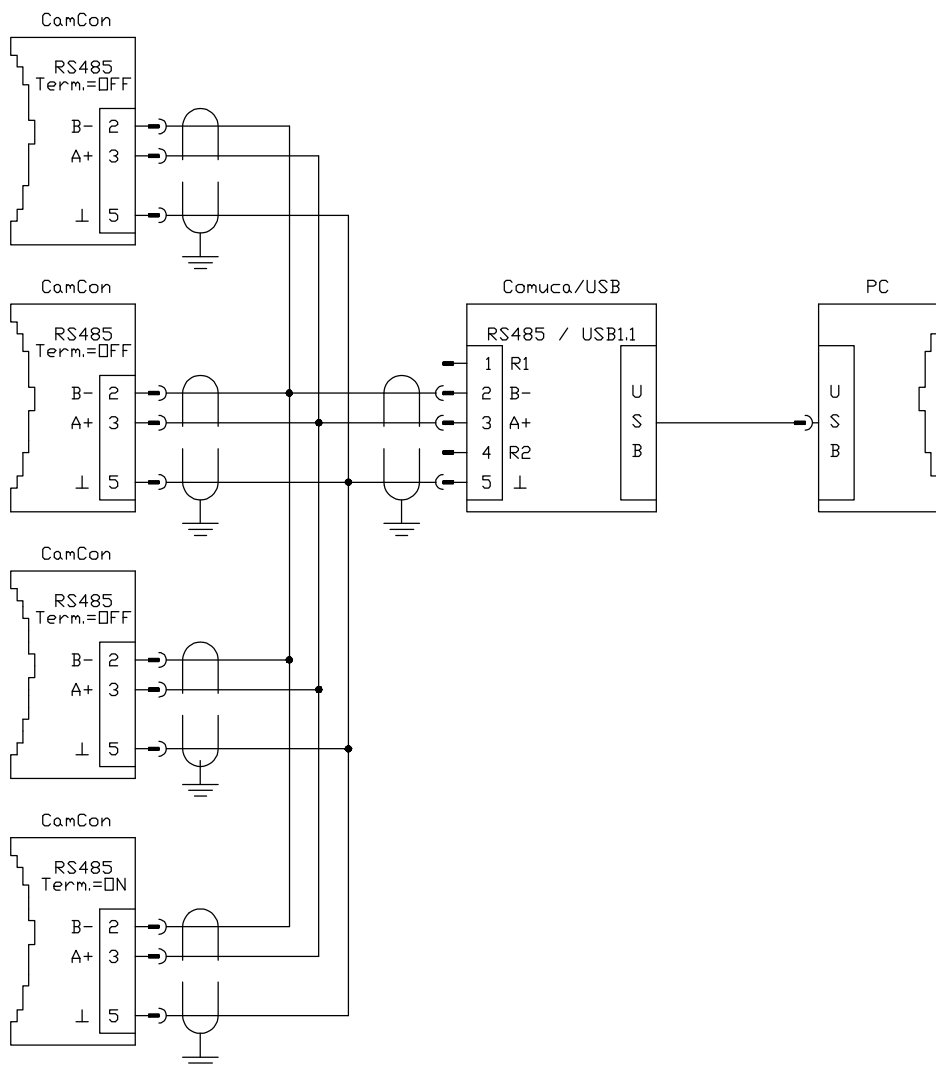 CamCon
RS485
Term.=OFF
B- 2
A+ 3
⊥ 5
CamCon
RS485
Term.=OFF
B- 2
A+ 3
⊥ 5
Comuca/USB
RS485 / USB1.1
1 R1
2 B-
3 A+
4 R2
5 ⊥
U
S
B
PC
U
S
B
CamCon
RS485
Term.=OFF
B- 2
A+ 3
⊥ 5
CamCon
RS485
Term.=ON
B- 2
A+ 3
⊥ 5